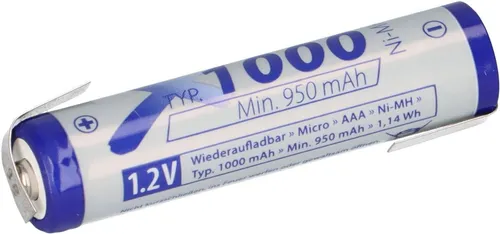 TYP. 1000
Ni-M
Min. 950 mAh
1.2V
Wiederaufladbar » Micro » AAA » Ni-MH »
Typ. 1000 mAh » Min. 950 mAh » 1,14 Wh